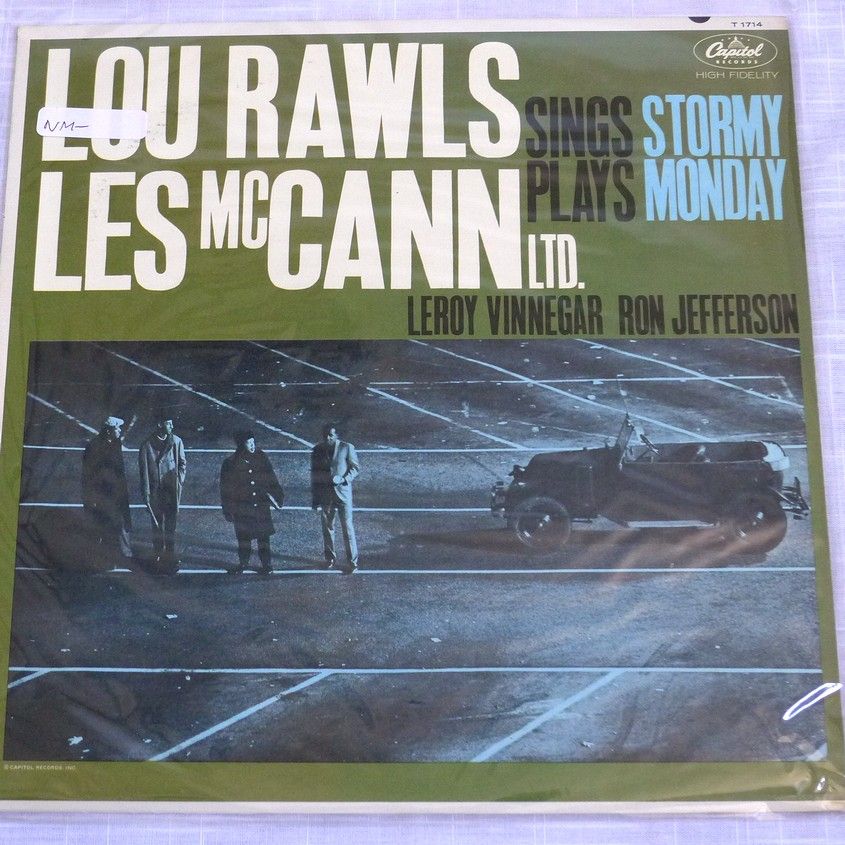 T 1714
Capitol
RECORDS
HIGH FIDELITY
LOU RAWLS SINGS STORMY
NM-
LES McCANN LTD. PLAYS MONDAY
LEROY VINNEGAR RON JEFFERSON
© CAPITOL RECORDS, INC.